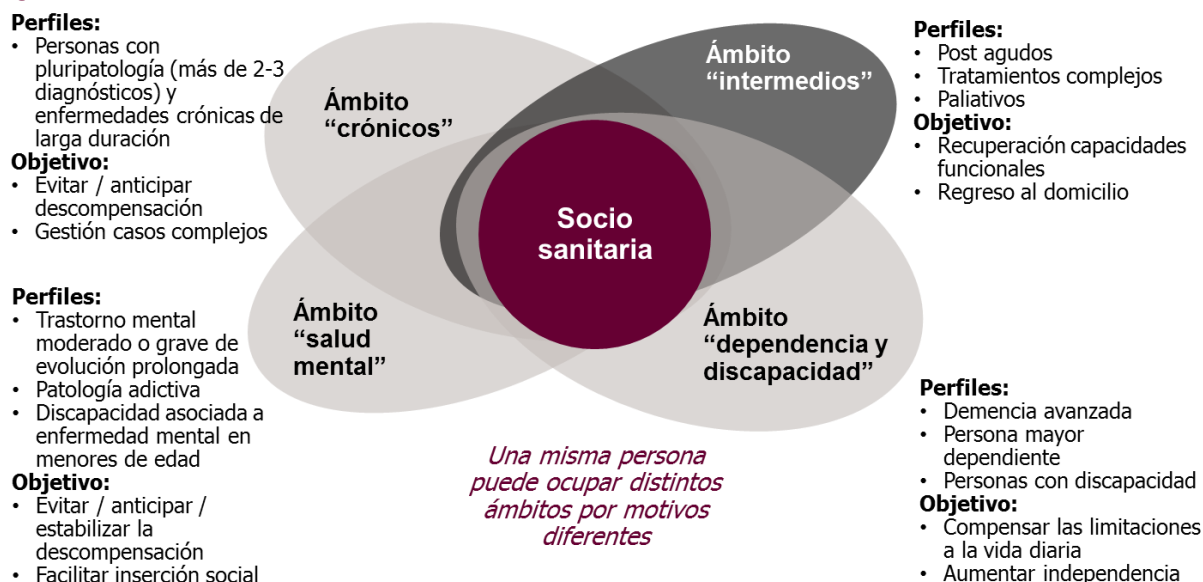 Perfiles:
• Personas con
pluripatología (más de 2-3
diagnósticos) y
enfermedades crónicas de
larga duración
Objetivo:
• Evitar / anticipar
descompensación
• Gestión casos complejos
Ámbito
“crónicos”
Ámbito
“intermedios”
Perfiles:
• Post agudos
• Tratamientos complejos
• Paliativos
Objetivo:
• Recuperación capacidades
funcionales
• Regreso al domicilio
Socio
sanitaria
Perfiles:
• Trastorno mental
moderado o grave de
evolución prolongada
• Patología adictiva
• Discapacidad asociada a
enfermedad mental en
menores de edad
Objetivo:
• Evitar / anticipar /
estabilizar la
descompensación
• Facilitar inserción social
Ámbito
“salud
mental”
Ámbito
“dependencia y
discapacidad”
Una misma persona
puede ocupar distintos
ámbitos por motivos
diferentes
Perfiles:
• Demencia avanzada
• Persona mayor
dependiente
• Personas con discapacidad
Objetivo:
• Compensar las limitaciones
a la vida diaria
• Aumentar independencia